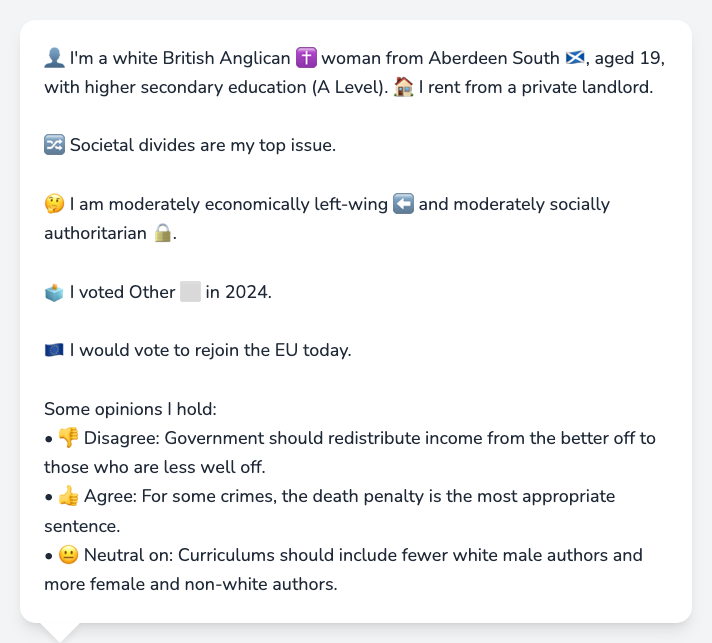 👤 I'm a white British Anglican ✝️ woman from Aberdeen South 🏴󠁧󠁢󠁳󠁣󠁴󠁿, aged 19,
with higher secondary education (A Level). 🏠 I rent from a private landlord.
🔀 Societal divides are my top issue.
🤔 I am moderately economically left-wing ⬅️ and moderately socially
authoritarian 🔒.
🗳️ I voted Other ⬜ in 2024.
🇪🇺 I would vote to rejoin the EU today.
Some opinions I hold:
• 👎 Disagree: Government should redistribute income from the better off to
those who are less well off.
• 👍 Agree: For some crimes, the death penalty is the most appropriate
sentence.
• 😐 Neutral on: Curriculums should include fewer white male authors and
more female and non-white authors.